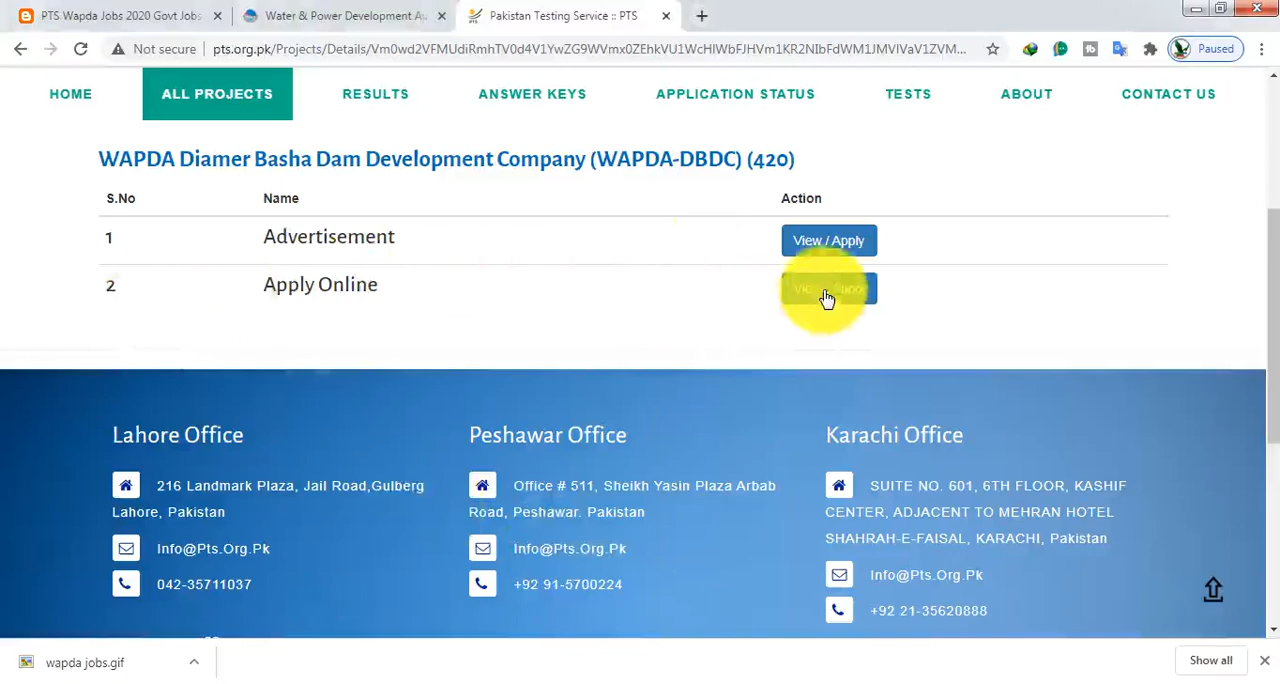 PTS Wapda Jobs 2020 Govt Jobs
Water & Power Development Au
Pakistan Testing Service :: PTS
Not secure
pts.org.pk/Projects/Details/
Paused
HOME
ALL PROJECTS
RESULTS
ANSWER KEYS
APPLICATION STATUS
TESTS
ABOUT
CONTACT US
WAPDA Diamer Basha Dam Development Company (WAPDA-DBDC) (420)
S.No Name Action
1 Advertisement View / Apply
2 Apply Online
Lahore Office
216 Landmark Plaza, Jail Road,Gulberg
Lahore, Pakistan
Info@Pts.Org.Pk
042-35711037
Peshawar Office
Office # 511, Sheikh Yasin Plaza Arbab
Road, Peshawar. Pakistan
Info@Pts.Org.Pk
+92 91-5700224
Karachi Office
SUITE NO. 601, 6TH FLOOR, KASHIF
CENTER, ADJACENT TO MEHRAN HOTEL
SHAHRAH-E-FAISAL, KARACHI, Pakistan
Info@Pts.Org.Pk
+92 21-35620888
wapda jobs.gif
Show all